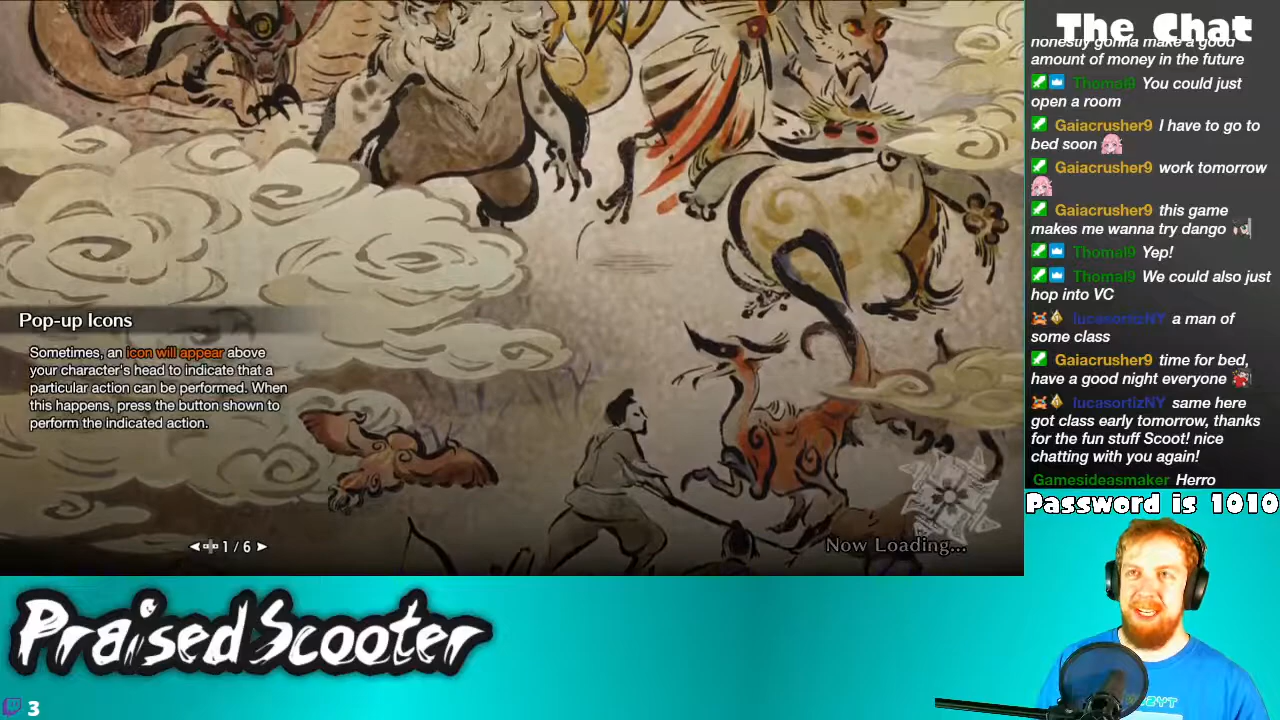 The Chat
honestly gonna make a good
amount of money in the future
Thomal9 You could just
open a room
Gaiacrusher9 I have to go to
bed soon
Gaiacrusher9 work tomorrow
Gaiacrusher9 this game
makes me wanna try dango
Thomal9 Yep!
Thomal9 We could also just
hop into VC
lucasortizNY a man of
some class
Gaiacrusher9 time for bed,
have a good night everyone
lucasortizNY same here
got class early tomorrow, thanks
for the fun stuff Scoot! nice
chatting with you again!
Gamesideasmaker Herro
Password is 1010
Pop-up Icons
Sometimes, an icon will appear above
your character's head to indicate that a
particular action can be performed. When
this happens, press the button shown to
perform the indicated action.
1 / 6
Now Loading...
PraisedScooter
3